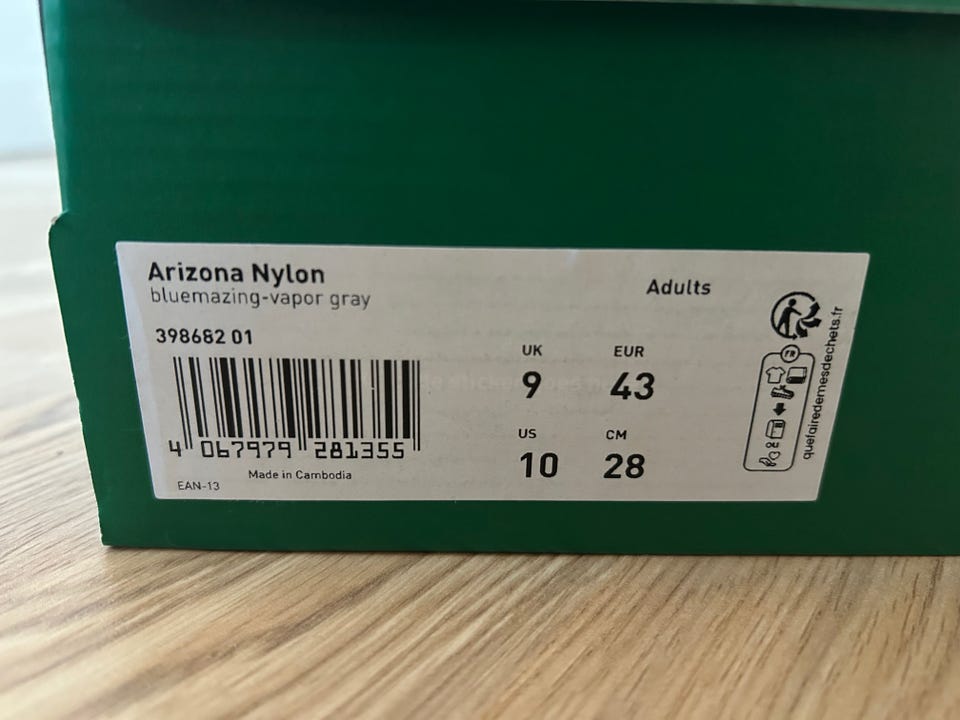 Arizona Nylon
bluemazing-vapor gray
Adults
398682 01
4 067979 281355
Made in Cambodia
EAN-13
UK
9
EUR
43
US
10
CM
28
FR
quefairedemesdechets.fr